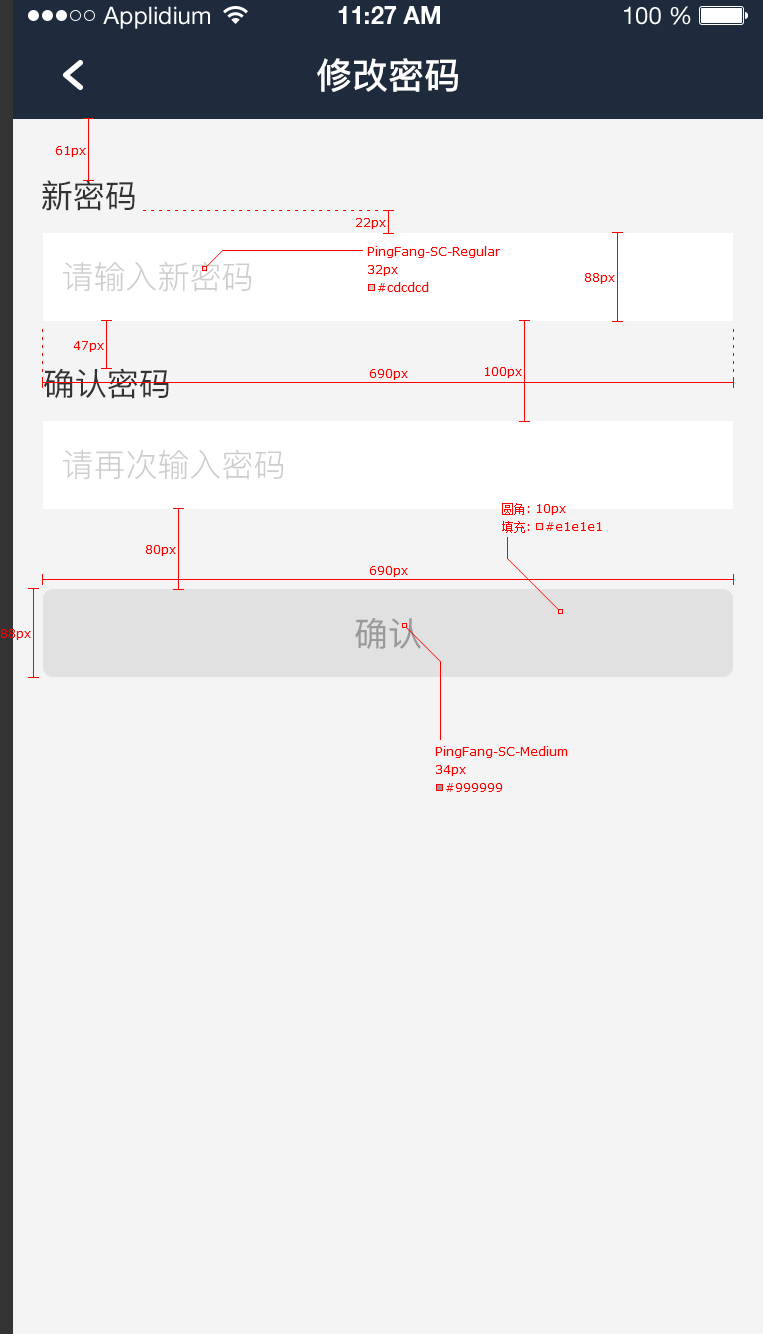 Applidium 11:27 AM 100 %
修改密码
61px
新密码
22px
请输入新密码
PingFang-SC-Regular
32px
#cdcdcd
88px
47px
690px
100px
确认密码
请再次输入密码
圆角: 10px
填充: #e1e1e1
80px
690px
88px
确认
PingFang-SC-Medium
34px
#999999